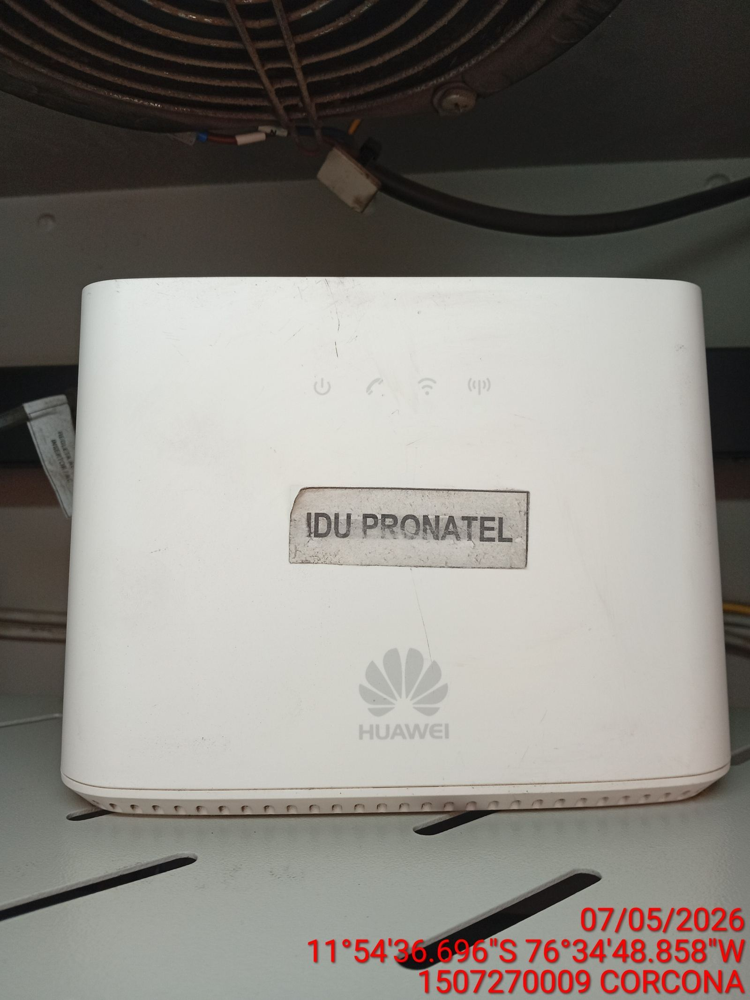 N
IDU PRONATEL
HUAWEI
07/05/2026
11°54'36.696"S 76°34'48.858"W
1507270009 CORCONA